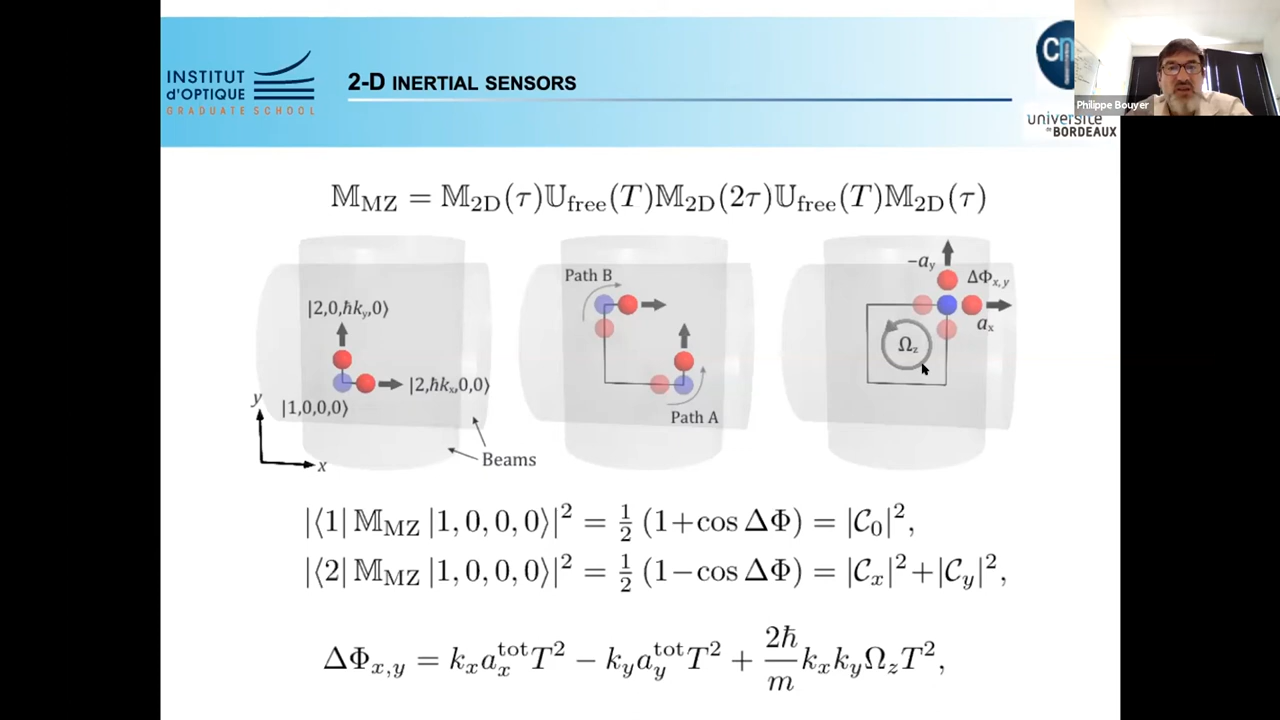 INSTITUT
d'OPTIQUE
GRADUATE SCHOOL
2-D INERTIAL SENSORS
Philippe Bouyer
université
de BORDEAUX
𝕄_MZ = 𝕄_2D(τ)𝕌_free(T)𝕄_2D(2τ)𝕌_free(T)𝕄_2D(τ)
|2,0,ħk_y,0⟩
|2,ħk_x,0,0⟩
|1,0,0,0⟩
y
x
Beams
Path B
Path A
−a_y
ΔΦ_x,y
a_x
Ω_z
|⟨1| 𝕄_MZ |1, 0, 0, 0⟩|² = 1/2 (1+cos ΔΦ) = |𝒞_0|²,
|⟨2| 𝕄_MZ |1, 0, 0, 0⟩|² = 1/2 (1−cos ΔΦ) = |𝒞_x|²+|𝒞_y|²,
ΔΦ_x,y = k_x a_x^tot T² − k_y a_y^tot T² + 2ħ/m k_x k_y Ω_z T²,